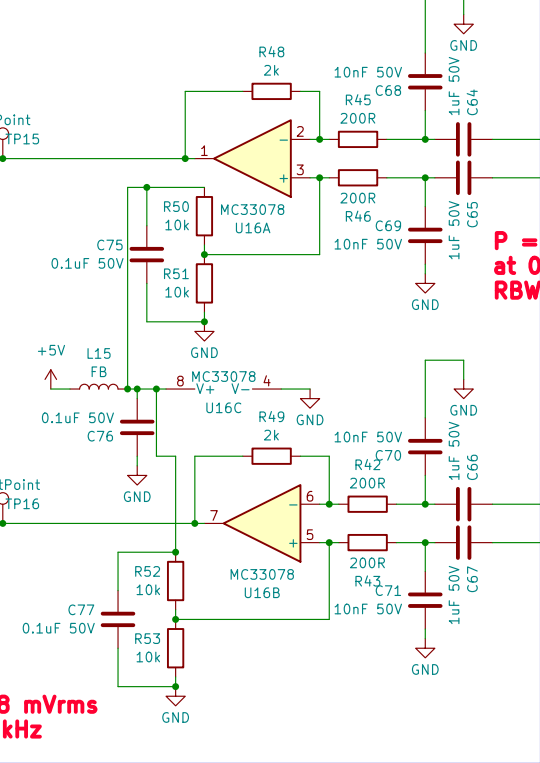 GND
R48
2k
10nF 50V
C68
1uF 50V
C64
R45
200R
Point
TP15
1
2
3
MC33078
U16A
200R
R46
C69
10nF 50V
1uF 50V
C65
R50
10k
C75
0.1uF 50V
R51
10k
P =
at 0
RBW
GND
GND
+5V
L15
FB
MC33078
8
V+
V-
4
U16C
GND
0.1uF 50V
C76
GND
R49
2k
GND
10nF 50V
C70
1uF 50V
C66
R42
200R
tPoint
TP16
7
6
5
MC33078
U16B
200R
R43
C71
10nF 50V
1uF 50V
C67
R52
10k
C77
0.1uF 50V
R53
10k
GND
GND
8 mVrms
kHz